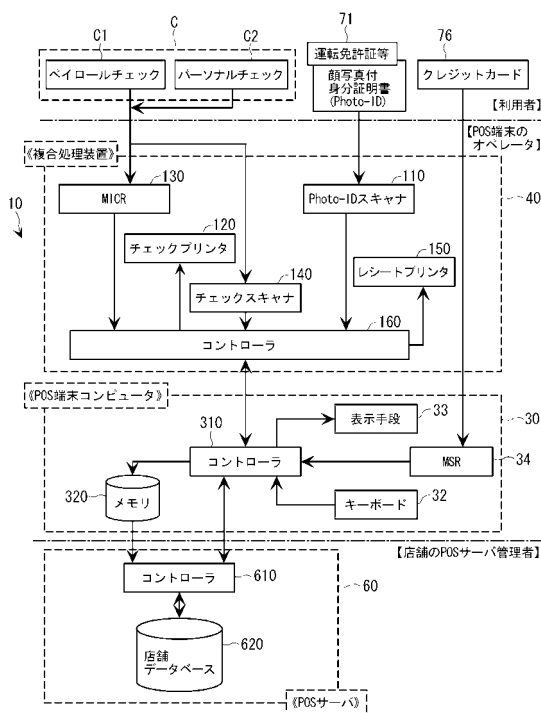 C
71
76
C1
C2
ペイロールチェック
パーソナルチェック
運転免許証等
顔写真付
身分証明書
(Photo-ID)
クレジットカード
【利用者】
【POS端末の
オペレータ】
《複合処理装置》
10
130
MICR
110
Photo-IDスキャナ
40
120
チェックプリンタ
150
レシートプリンタ
140
チェックスキャナ
160
コントローラ
《POS端末コンピュータ》
310
コントローラ
表示手段
33
30
MSR
34
320
メモリ
キーボード
32
【店舗のPOSサーバ管理者】
コントローラ
610
60
620
店舗
データベース
《POSサーバ》